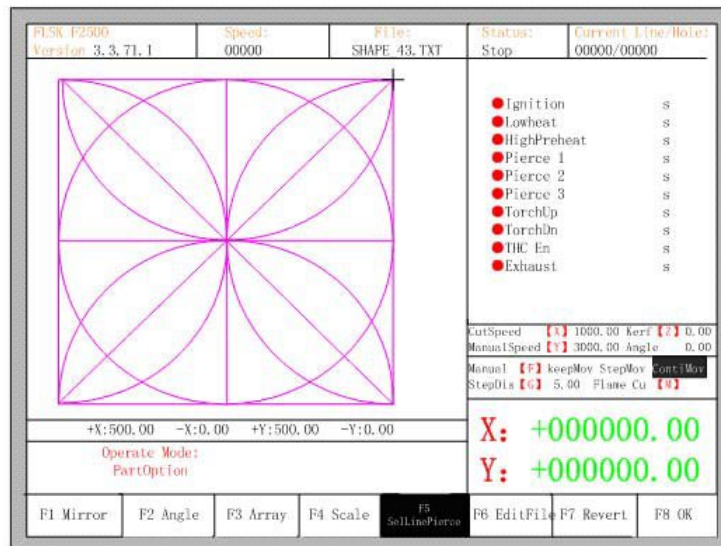 FLSK F2500
Version 3.3.71.1
Speed:
00000
File:
SHAPE 43.TXT
Status:
Stop
Current Line/Hole:
00000/00000
Ignition s
Lowheat s
HighPreheat s
Pierce 1 s
Pierce 2 s
Pierce 3 s
TorchUp s
TorchDn s
THC En s
Exhaust s
CutSpeed 【X】 1000.00 Kerf【Z】0.00
ManualSpeed【Y】 3000.00 Angle 0.00
Manual 【F】 keepMov StepMov ContiMov
StepDis【G】 5.00 Flame Cu 【M】
+X:500.00 -X:0.00 +Y:500.00 -Y:0.00
Operate Mode:
PartOption
X: +000000.00
Y: +000000.00
F1 Mirror
F2 Angle
F3 Array
F4 Scale
F5
SelLinePierce
F6 EditFile
F7 Revert
F8 OK